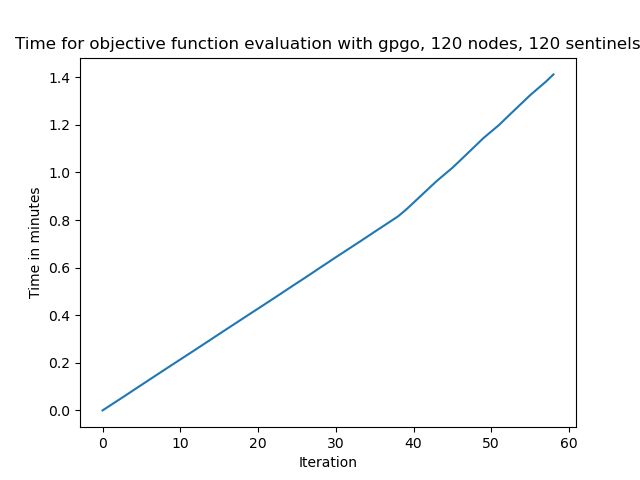 Time for objective function evaluation with gpgo, 120 nodes, 120 sentinels
1.4
1.2
1.0
0.8
0.6
0.4
0.2
0.0
Time in minutes
0 10 20 30 40 50 60
Iteration